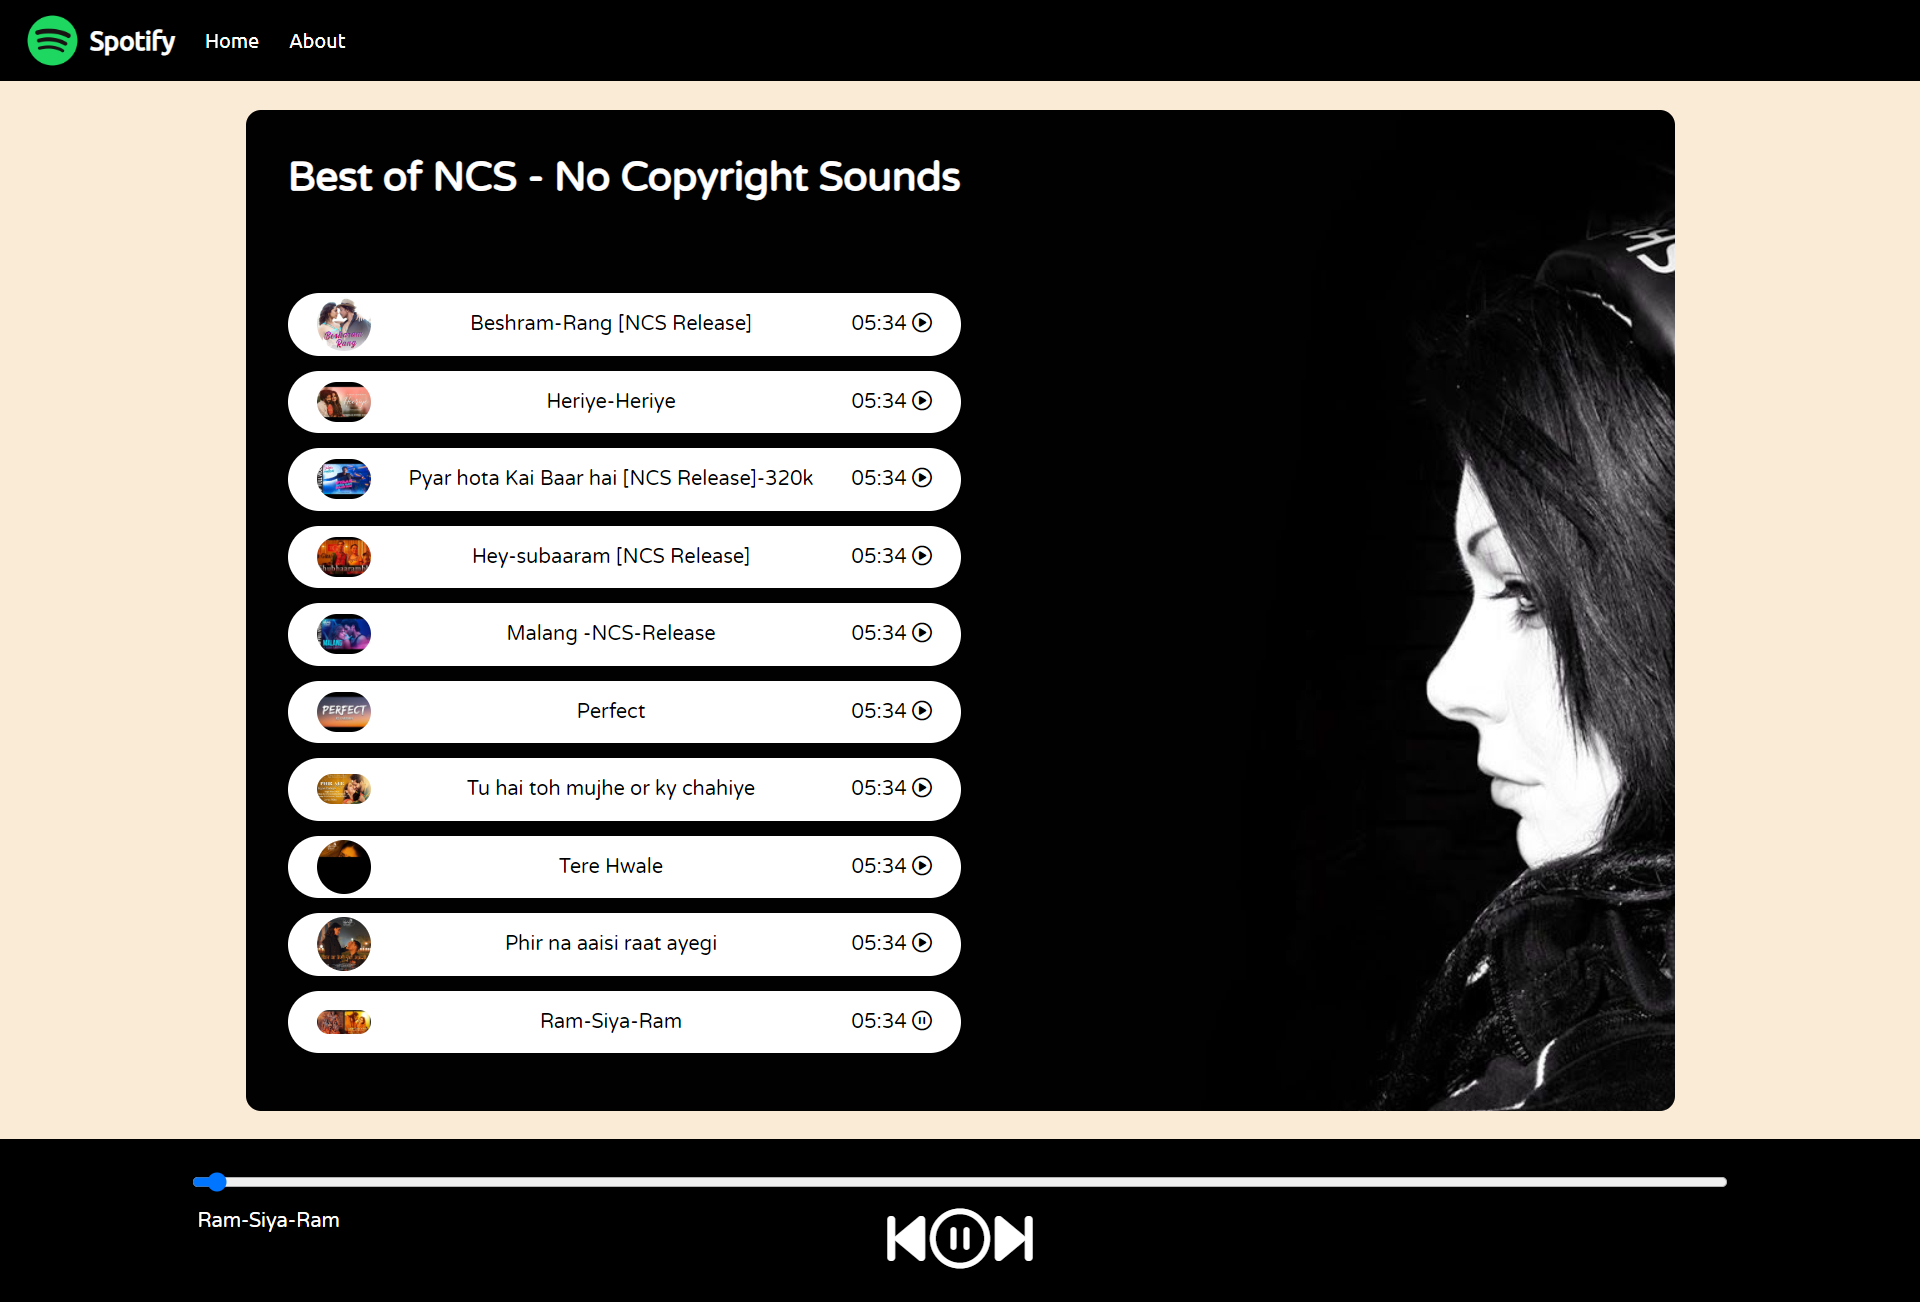 Spotify Home About
Best of NCS - No Copyright Sounds
Beshram-Rang [NCS Release] 05:34
Heriye-Heriye 05:34
Pyar hota Kai Baar hai [NCS Release]-320k 05:34
Hey-subaaram [NCS Release] 05:34
Malang -NCS-Release 05:34
PERFECT
Perfect 05:34
Tu hai toh mujhe or ky chahiye 05:34
Tere Hwale 05:34
Phir na aaisi raat ayegi 05:34
Ram-Siya-Ram 05:34
Ram-Siya-Ram